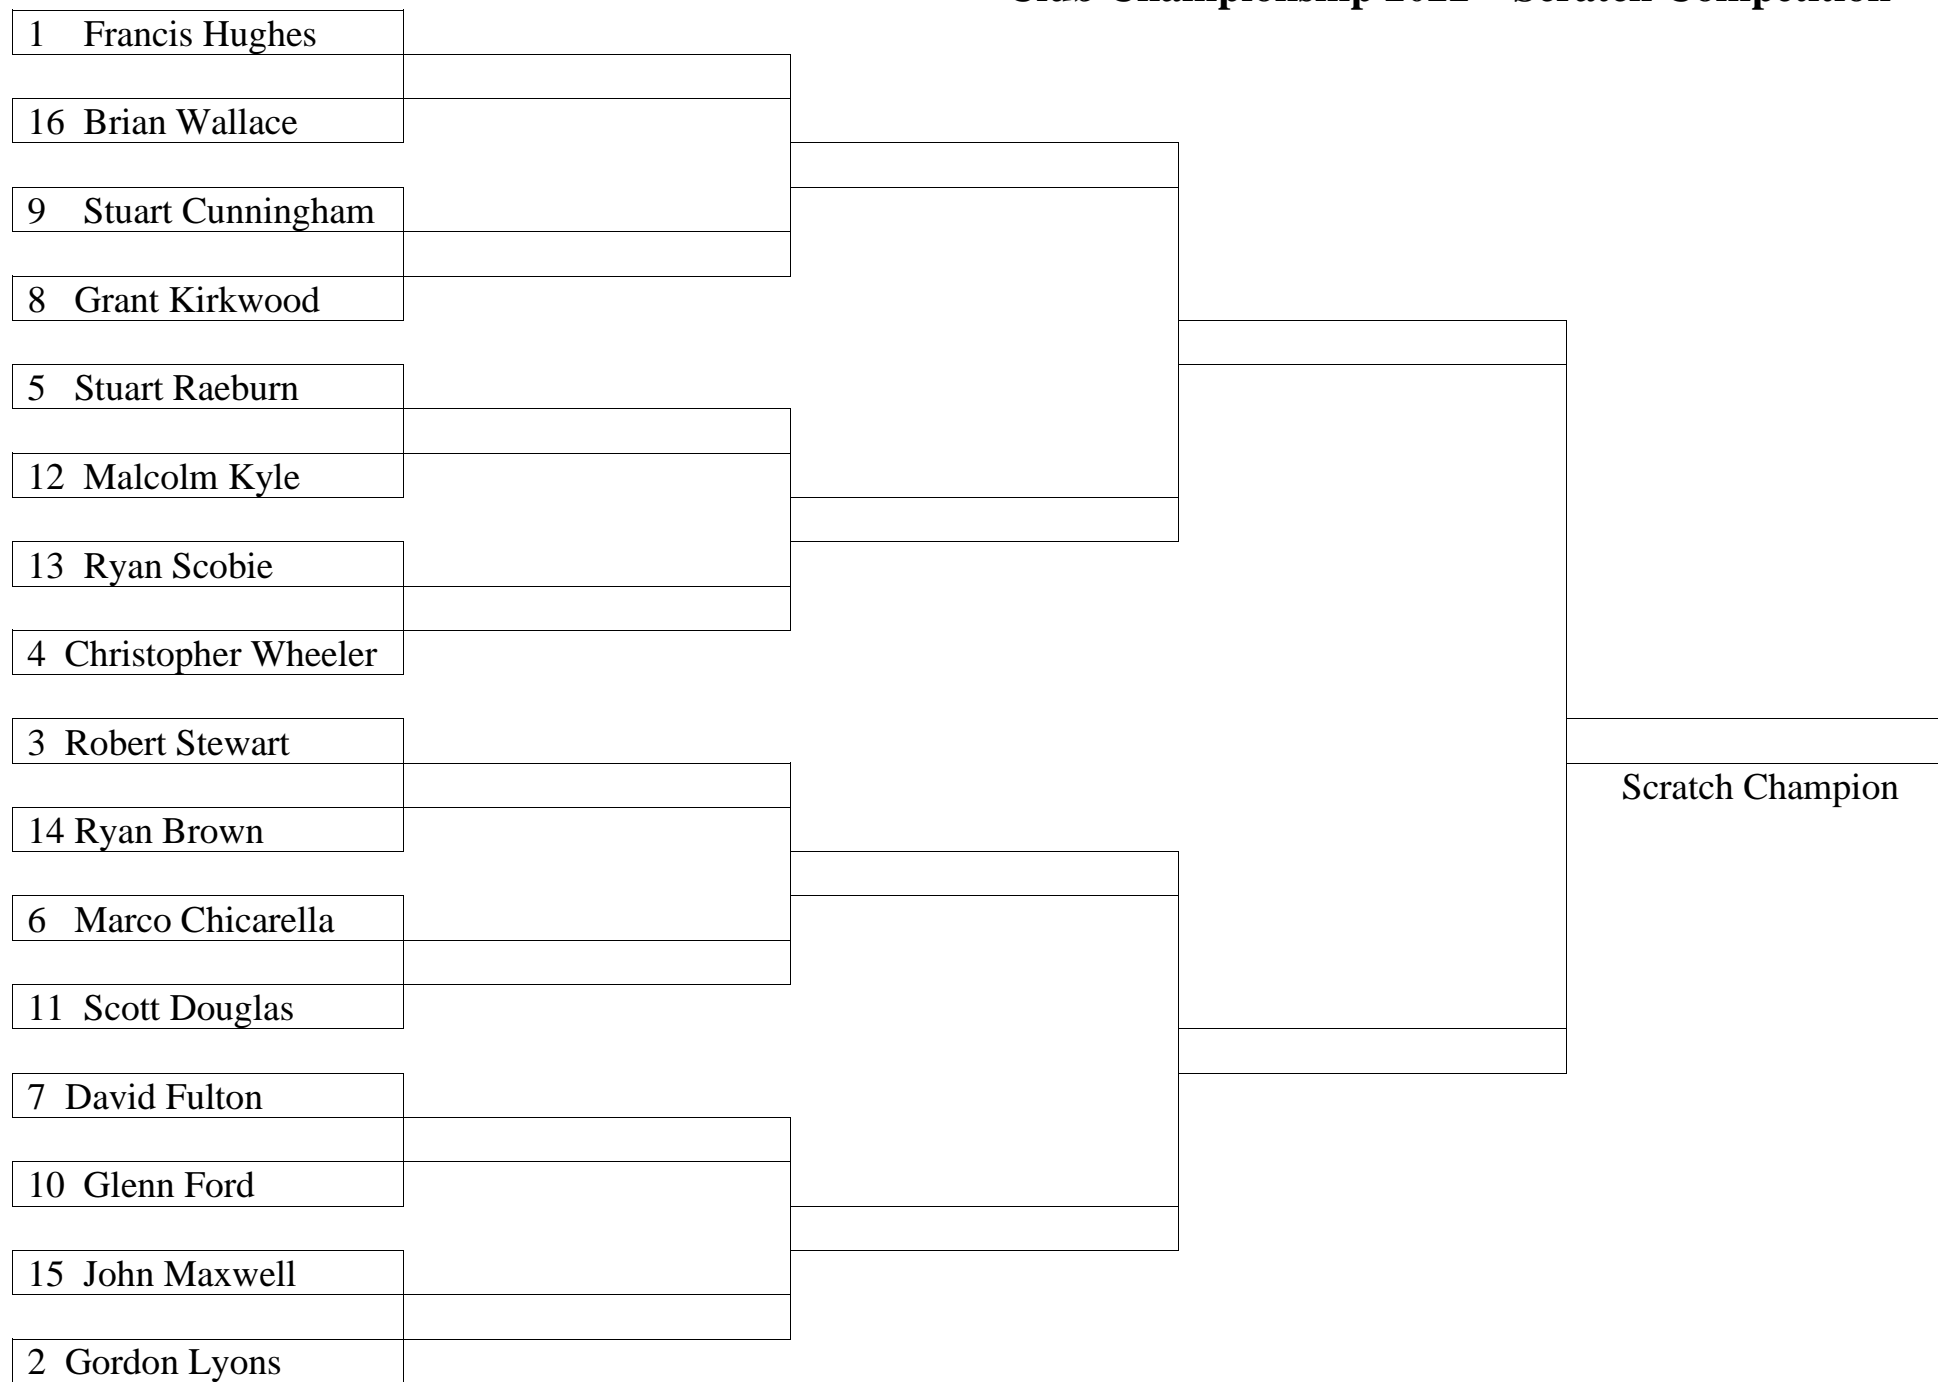 1 Francis Hughes
16 Brian Wallace
9 Stuart Cunningham
8 Grant Kirkwood
5 Stuart Raeburn
12 Malcolm Kyle
13 Ryan Scobie
4 Christopher Wheeler
3 Robert Stewart
Scratch Champion
14 Ryan Brown
6 Marco Chicarella
11 Scott Douglas
7 David Fulton
10 Glenn Ford
15 John Maxwell
2 Gordon Lyons